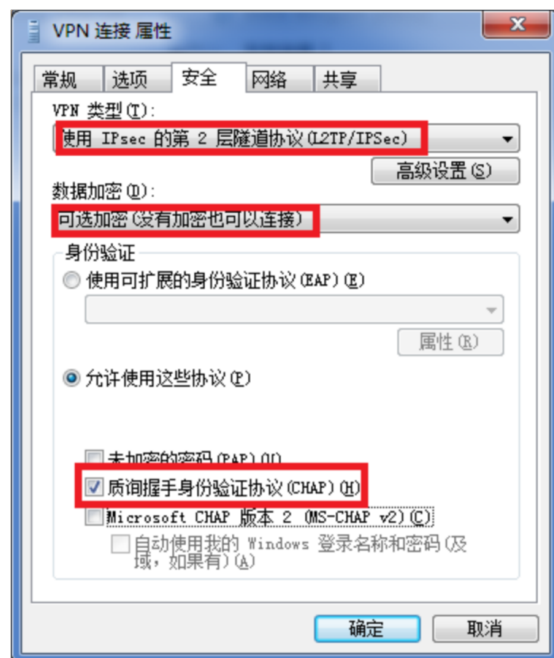 VPN 连接 属性
常规 选项 安全 网络 共享
VPN 类型(T):
使用 IPsec 的第 2 层隧道协议(L2TP/IPSec)
高级设置(S)
数据加密(D):
可选加密(没有加密也可以连接)
身份验证
使用可扩展的身份验证协议(EAP)(E)
属性(R)
允许使用这些协议(P)
未加密的密码(PAP)(U)
质询握手身份验证协议(CHAP)(H)
Microsoft CHAP 版本 2 (MS-CHAP v2)(C)
自动使用我的 Windows 登录名称和密码(及
域，如果有)(A)
确定 取消